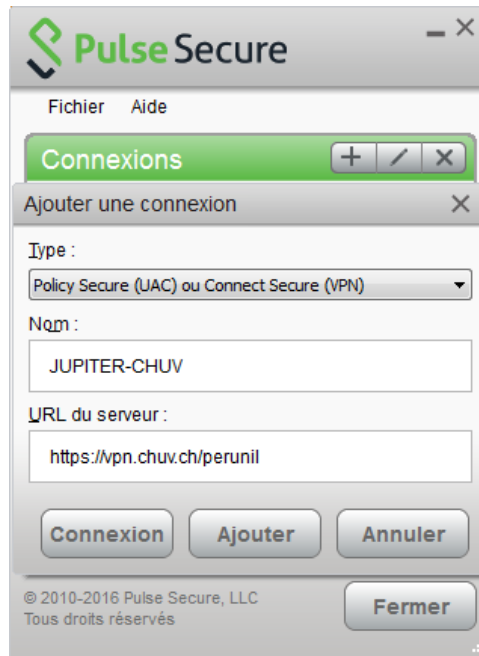 Pulse Secure
Fichier Aide
Connexions
Ajouter une connexion
Type :
Policy Secure (UAC) ou Connect Secure (VPN)
Nom :
JUPITER-CHUV
URL du serveur :
https://vpn.chuv.ch/perunil
Connexion Ajouter Annuler
© 2010-2016 Pulse Secure, LLC
Tous droits réservés
Fermer